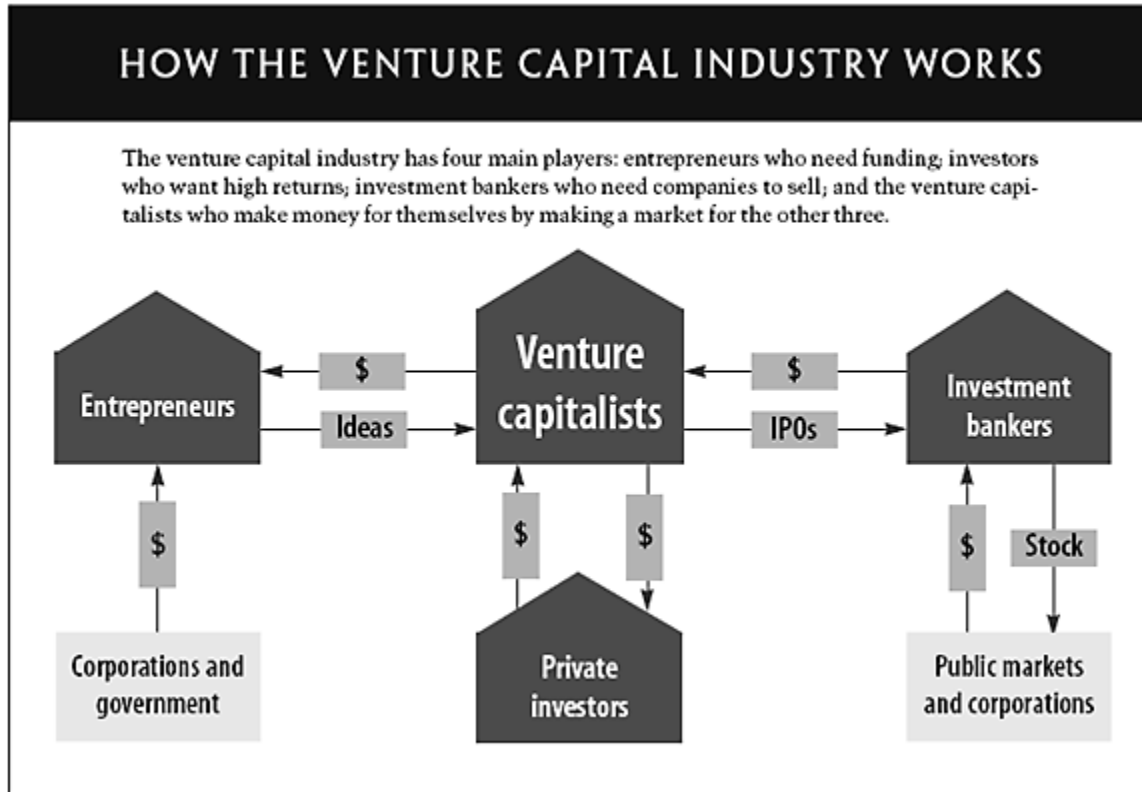 HOW THE VENTURE CAPITAL INDUSTRY WORKS
The venture capital industry has four main players: entrepreneurs who need funding; investors
who want high returns; investment bankers who need companies to sell; and the venture capi-
talists who make money for themselves by making a market for the other three.
Entrepreneurs
$
Ideas
Venture
capitalists
$
IPOs
Investment
bankers
$
$
$
$
Stock
Corporations and
government
Private
investors
Public markets
and corporations